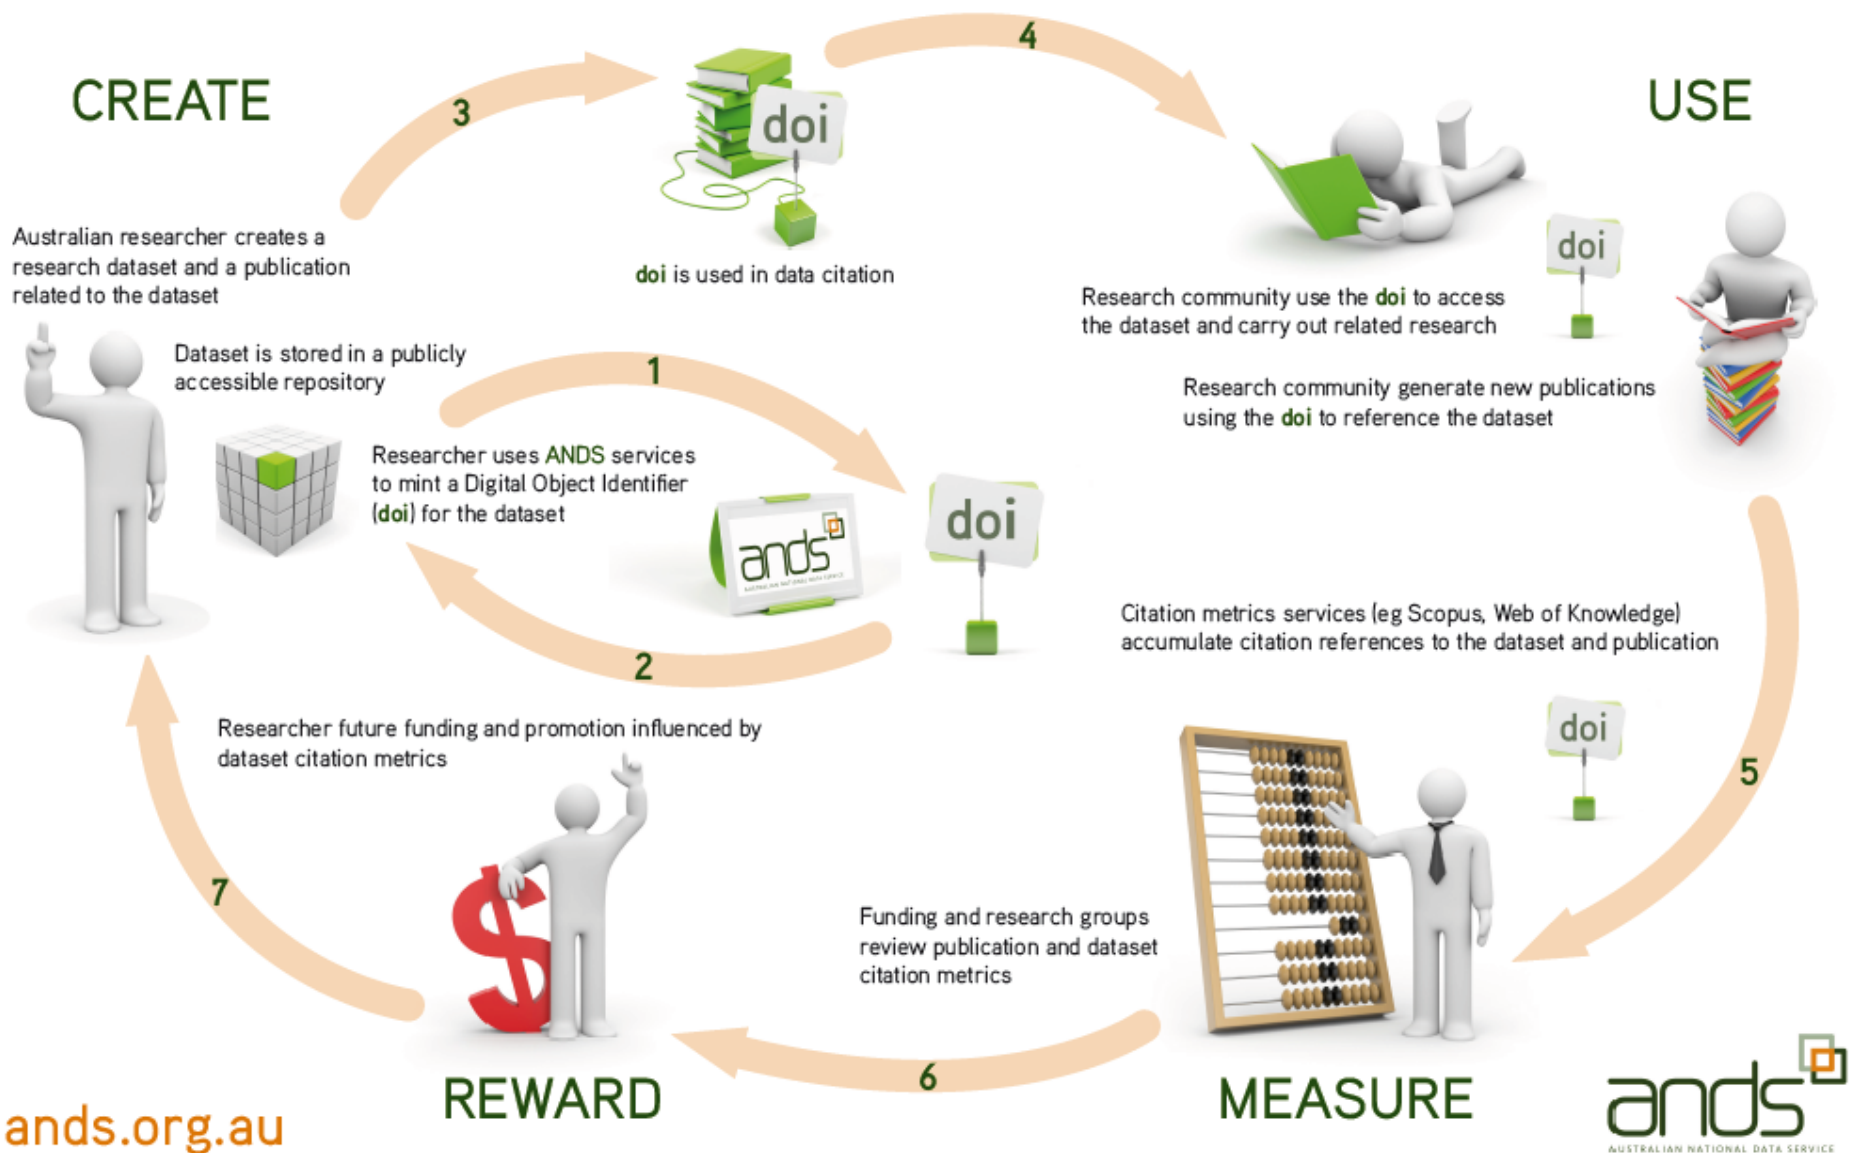 CREATE
3
4
USE
doi
doi is used in data citation
Australian researcher creates a
research dataset and a publication
related to the dataset
Dataset is stored in a publicly
accessible repository
1
Researcher uses ANDS services
to mint a Digital Object Identifier
(doi) for the dataset
ands
AUSTRALIAN NATIONAL DATA SERVICE
doi
2
doi
Research community use the doi to access
the dataset and carry out related research
Research community generate new publications
using the doi to reference the dataset
Citation metrics services (eg Scopus, Web of Knowledge)
accumulate citation references to the dataset and publication
doi
5
Funding and research groups
review publication and dataset
citation metrics
MEASURE
6
Researcher future funding and promotion influenced by
dataset citation metrics
REWARD
7
ands.org.au
ands
AUSTRALIAN NATIONAL DATA SERVICE